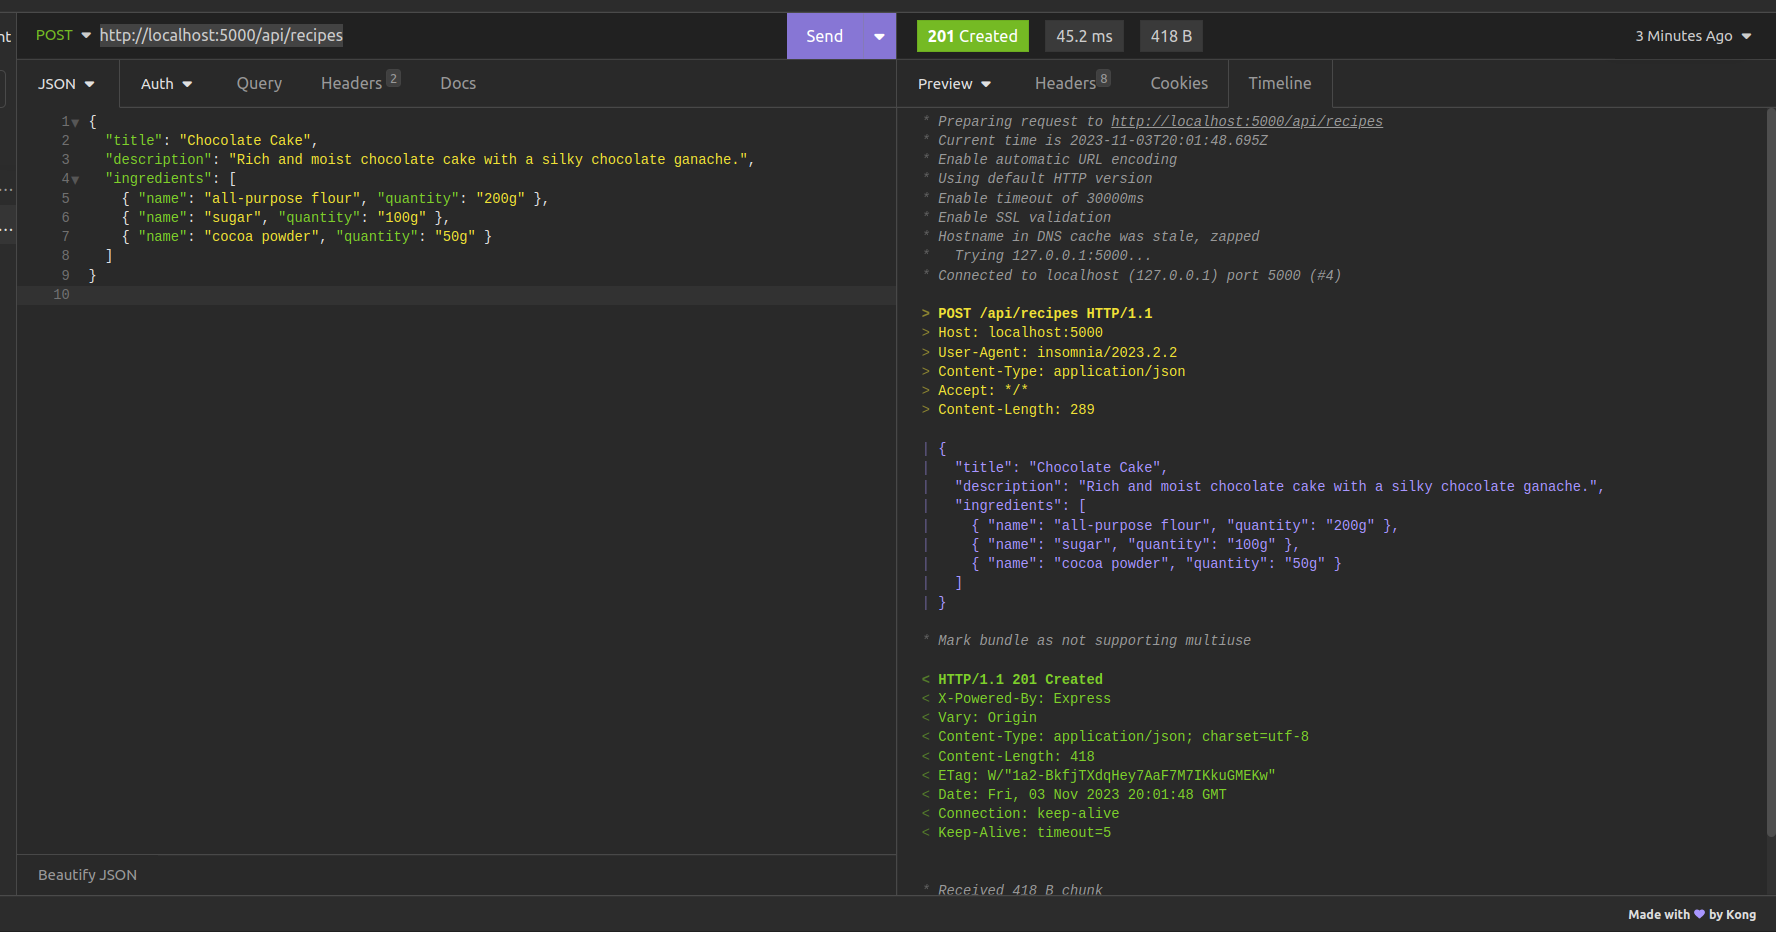 nt
POST http://localhost:5000/api/recipes Send
201 Created 45.2 ms 418 B 3 Minutes Ago
JSON Auth Query Headers 2 Docs
Preview Headers 8 Cookies Timeline
1 {
2 "title": "Chocolate Cake",
3 "description": "Rich and moist chocolate cake with a silky chocolate ganache.",
4 "ingredients": [
5 { "name": "all-purpose flour", "quantity": "200g" },
6 { "name": "sugar", "quantity": "100g" },
7 { "name": "cocoa powder", "quantity": "50g" }
8 ]
9 }
10
Beautify JSON
* Preparing request to http://localhost:5000/api/recipes
* Current time is 2023-11-03T20:01:48.695Z
* Enable automatic URL encoding
* Using default HTTP version
* Enable timeout of 30000ms
* Enable SSL validation
* Hostname in DNS cache was stale, zapped
* Trying 127.0.0.1:5000...
* Connected to localhost (127.0.0.1) port 5000 (#4)
> POST /api/recipes HTTP/1.1
> Host: localhost:5000
> User-Agent: insomnia/2023.2.2
> Content-Type: application/json
> Accept: */*
> Content-Length: 289
| {
| "title": "Chocolate Cake",
| "description": "Rich and moist chocolate cake with a silky chocolate ganache.",
| "ingredients": [
| { "name": "all-purpose flour", "quantity": "200g" },
| { "name": "sugar", "quantity": "100g" },
| { "name": "cocoa powder", "quantity": "50g" }
| ]
| }
* Mark bundle as not supporting multiuse
< HTTP/1.1 201 Created
< X-Powered-By: Express
< Vary: Origin
< Content-Type: application/json; charset=utf-8
< Content-Length: 418
< ETag: W/"1a2-BkfjTXdqHey7AaF7M7IKkuGMEKw"
< Date: Fri, 03 Nov 2023 20:01:48 GMT
< Connection: keep-alive
< Keep-Alive: timeout=5
* Received 418 B chunk
Made with 💜 by Kong